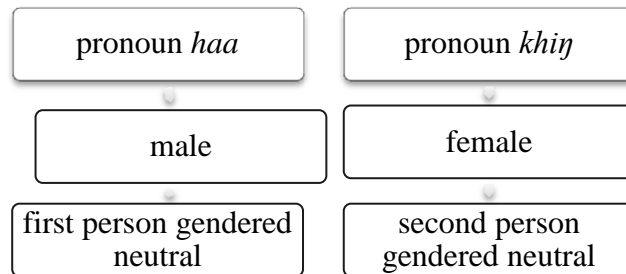 pronoun haa
male
first person gendered
neutral
pronoun khiŋ
female
second person
gendered neutral